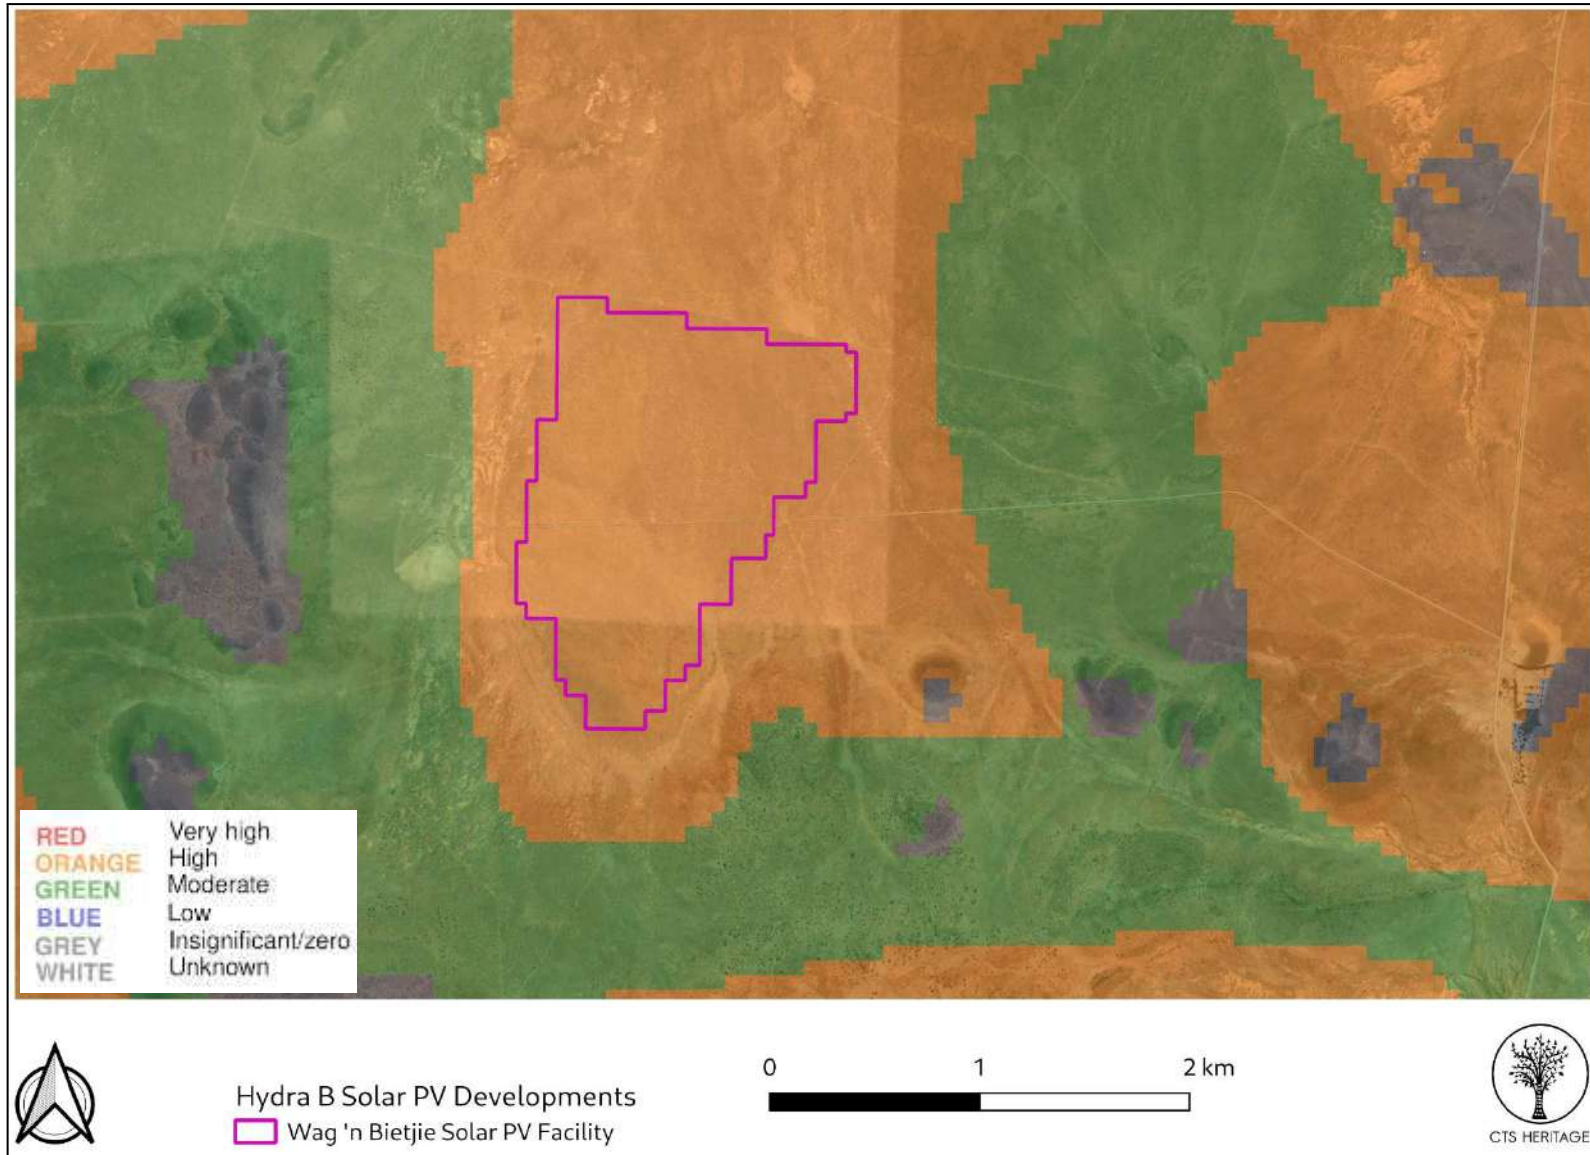 RED Very high
ORANGE High
GREEN Moderate
BLUE Low
GREY Insignificant/zero
WHITE Unknown
0 1 2 km
Hydra B Solar PV Developments
Wag 'n Bietjie Solar PV Facility
CTS HERITAGE